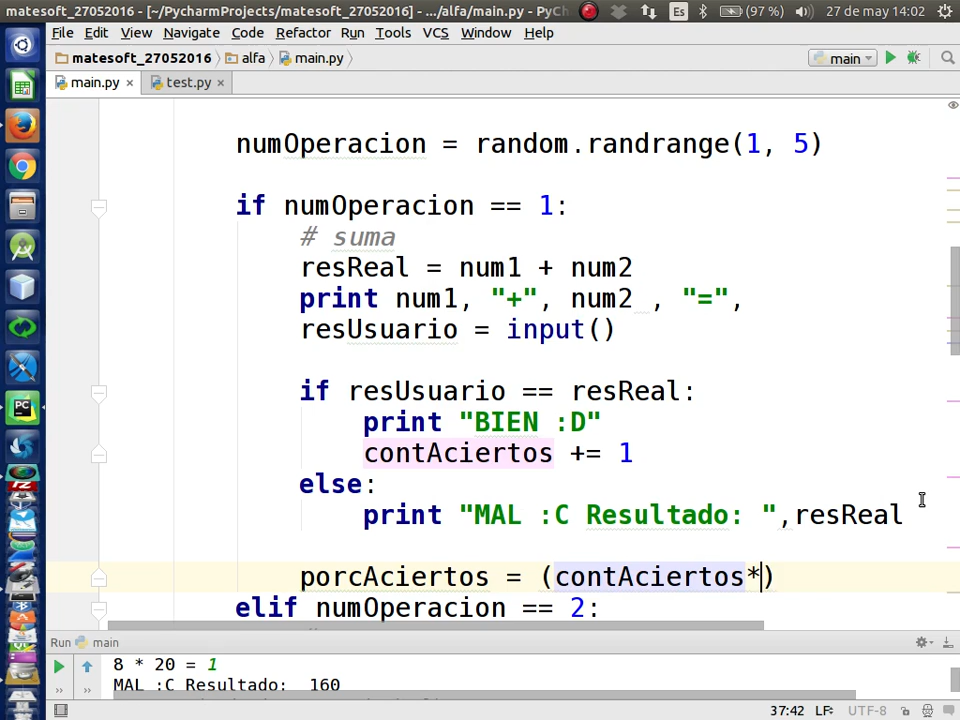 matesoft_27052016 - [~/PycharmProjects/matesoft_27052016] - .../alfa/main.py - PyCh
Es (97 %) 27 de may 14:02
File Edit View Navigate Code Refactor Run Tools VCS Window Help
matesoft_27052016 alfa main.py main
main.py × test.py ×
numOperacion = random.randrange(1, 5)
if numOperacion == 1:
# suma
resReal = num1 + num2
print num1, "+", num2 , "=",
resUsuario = input()
if resUsuario == resReal:
print "BIEN :D"
contAciertos += 1
else:
print "MAL :C Resultado: ",resReal
porcAciertos = (contAciertos*)
elif numOperacion == 2:
Run main
8 * 20 = 1
MAL :C Resultado: 160
37:42 LF÷ UTF-8